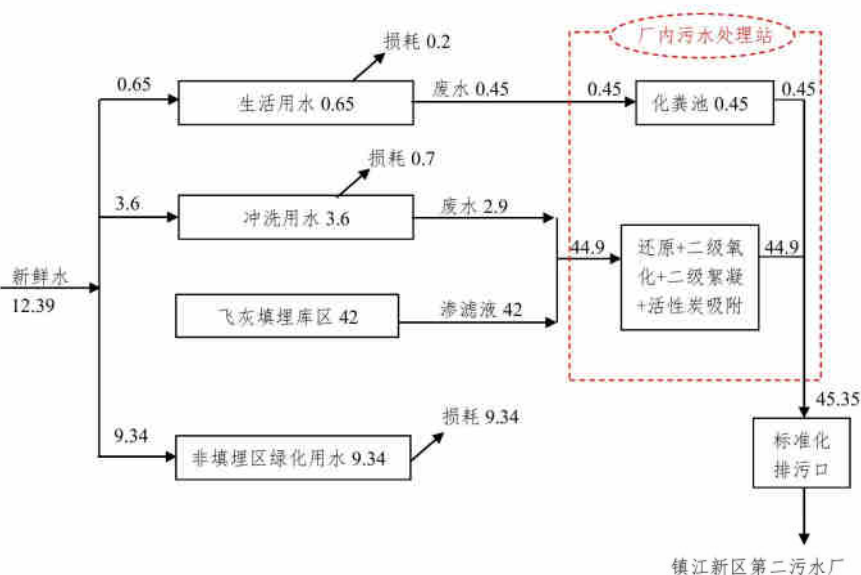 厂内污水处理站
损耗 0.2
0.65
生活用水 0.65
废水 0.45
0.45
化粪池 0.45
0.45
损耗 0.7
3.6
冲洗用水 3.6
废水 2.9
44.9
还原+二级氧
化+二级絮凝
+活性炭吸附
44.9
新鲜水
12.39
飞灰填埋库区 42
渗滤液 42
45.35
损耗 9.34
9.34
非填埋区绿化用水 9.34
标准化
排污口
镇江新区第二污水厂